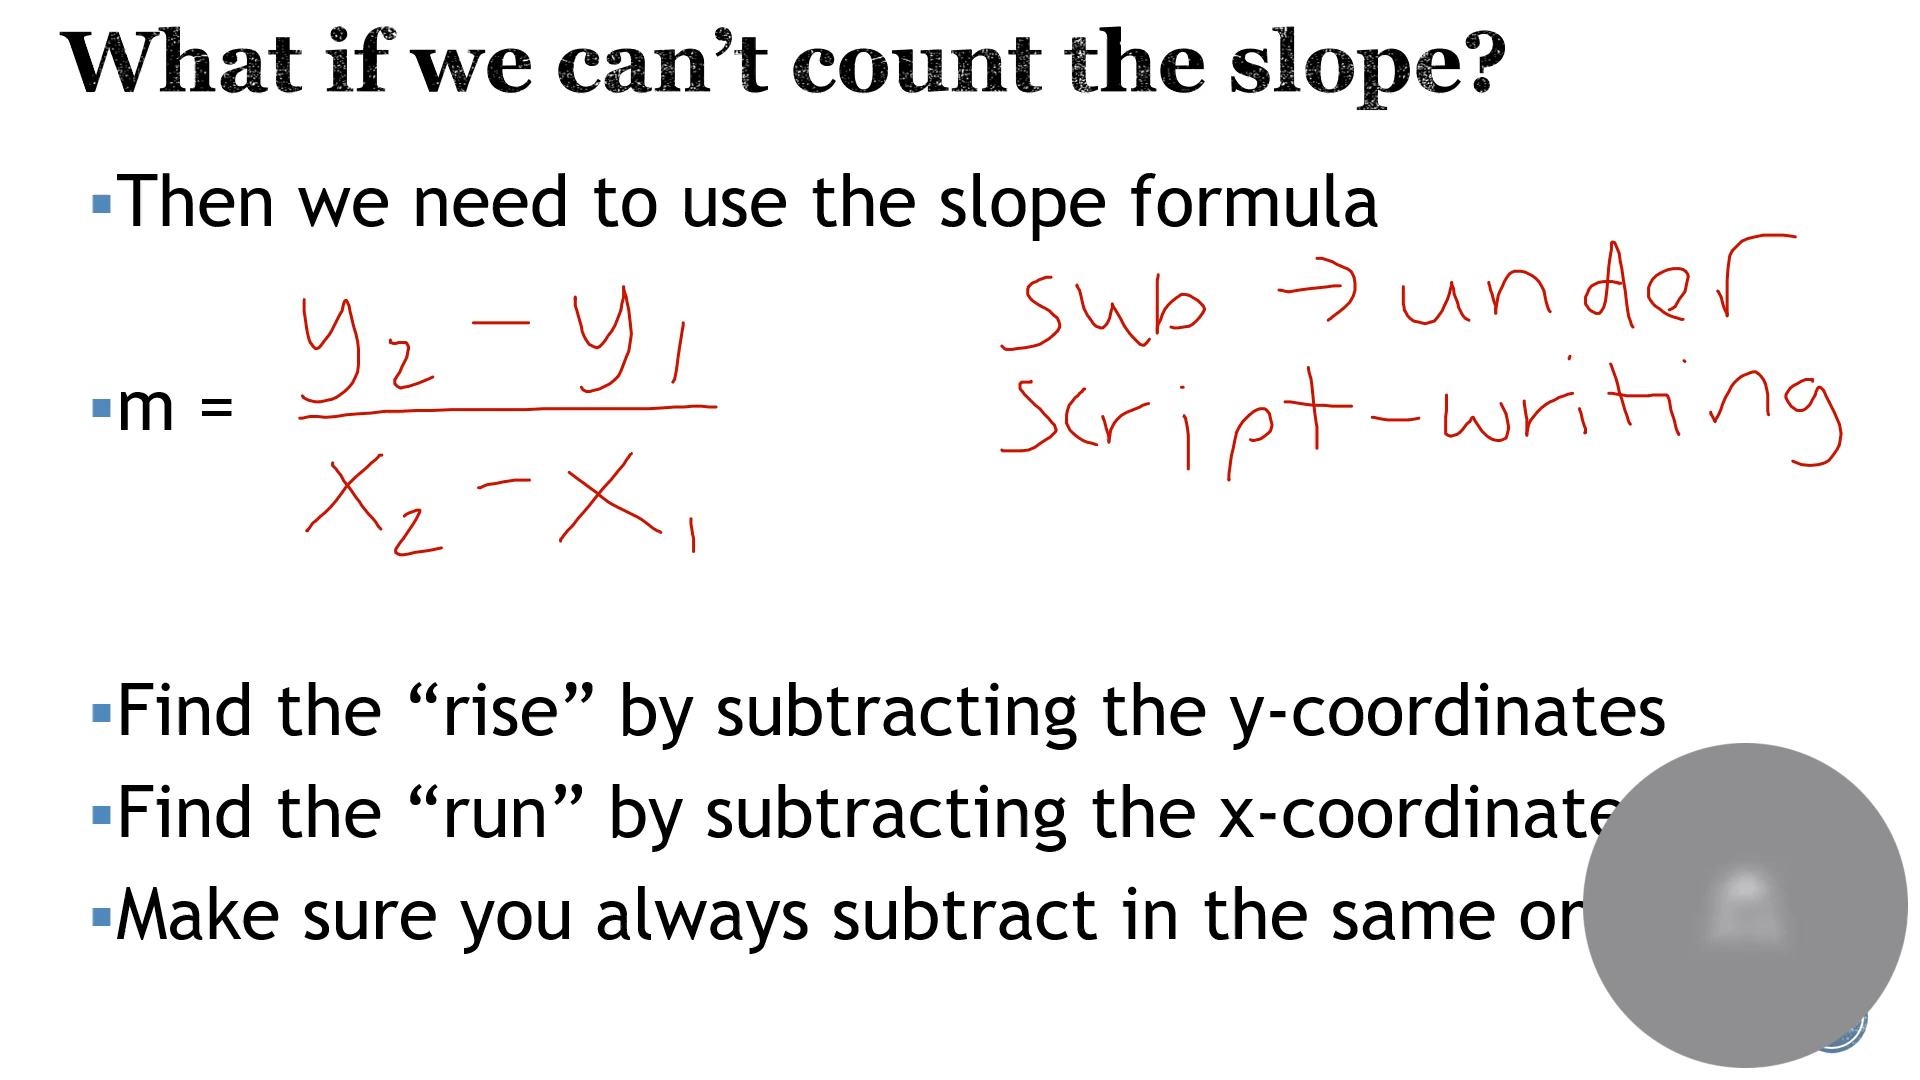 What if we can’t count the slope?
▪Then we need to use the slope formula
sub → under
script - writing
▪m = y₂ - y₁
x₂ - x₁
▪Find the “rise” by subtracting the y-coordinates
▪Find the “run” by subtracting the x-coordinate
▪Make sure you always subtract in the same